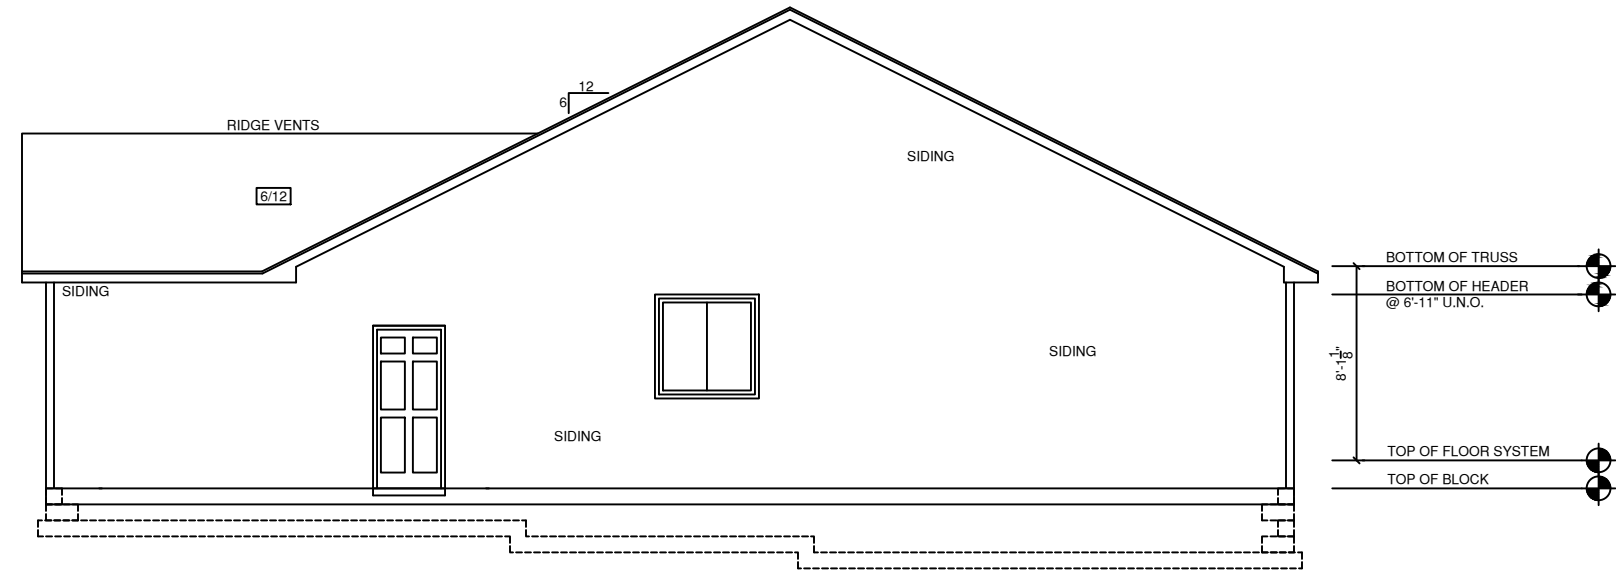 12
6
RIDGE VENTS
SIDING
6/12
BOTTOM OF TRUSS
SIDING
BOTTOM OF HEADER
@ 6'-11" U.N.O.
SIDING
8'-1 1/8"
SIDING
TOP OF FLOOR SYSTEM
TOP OF BLOCK